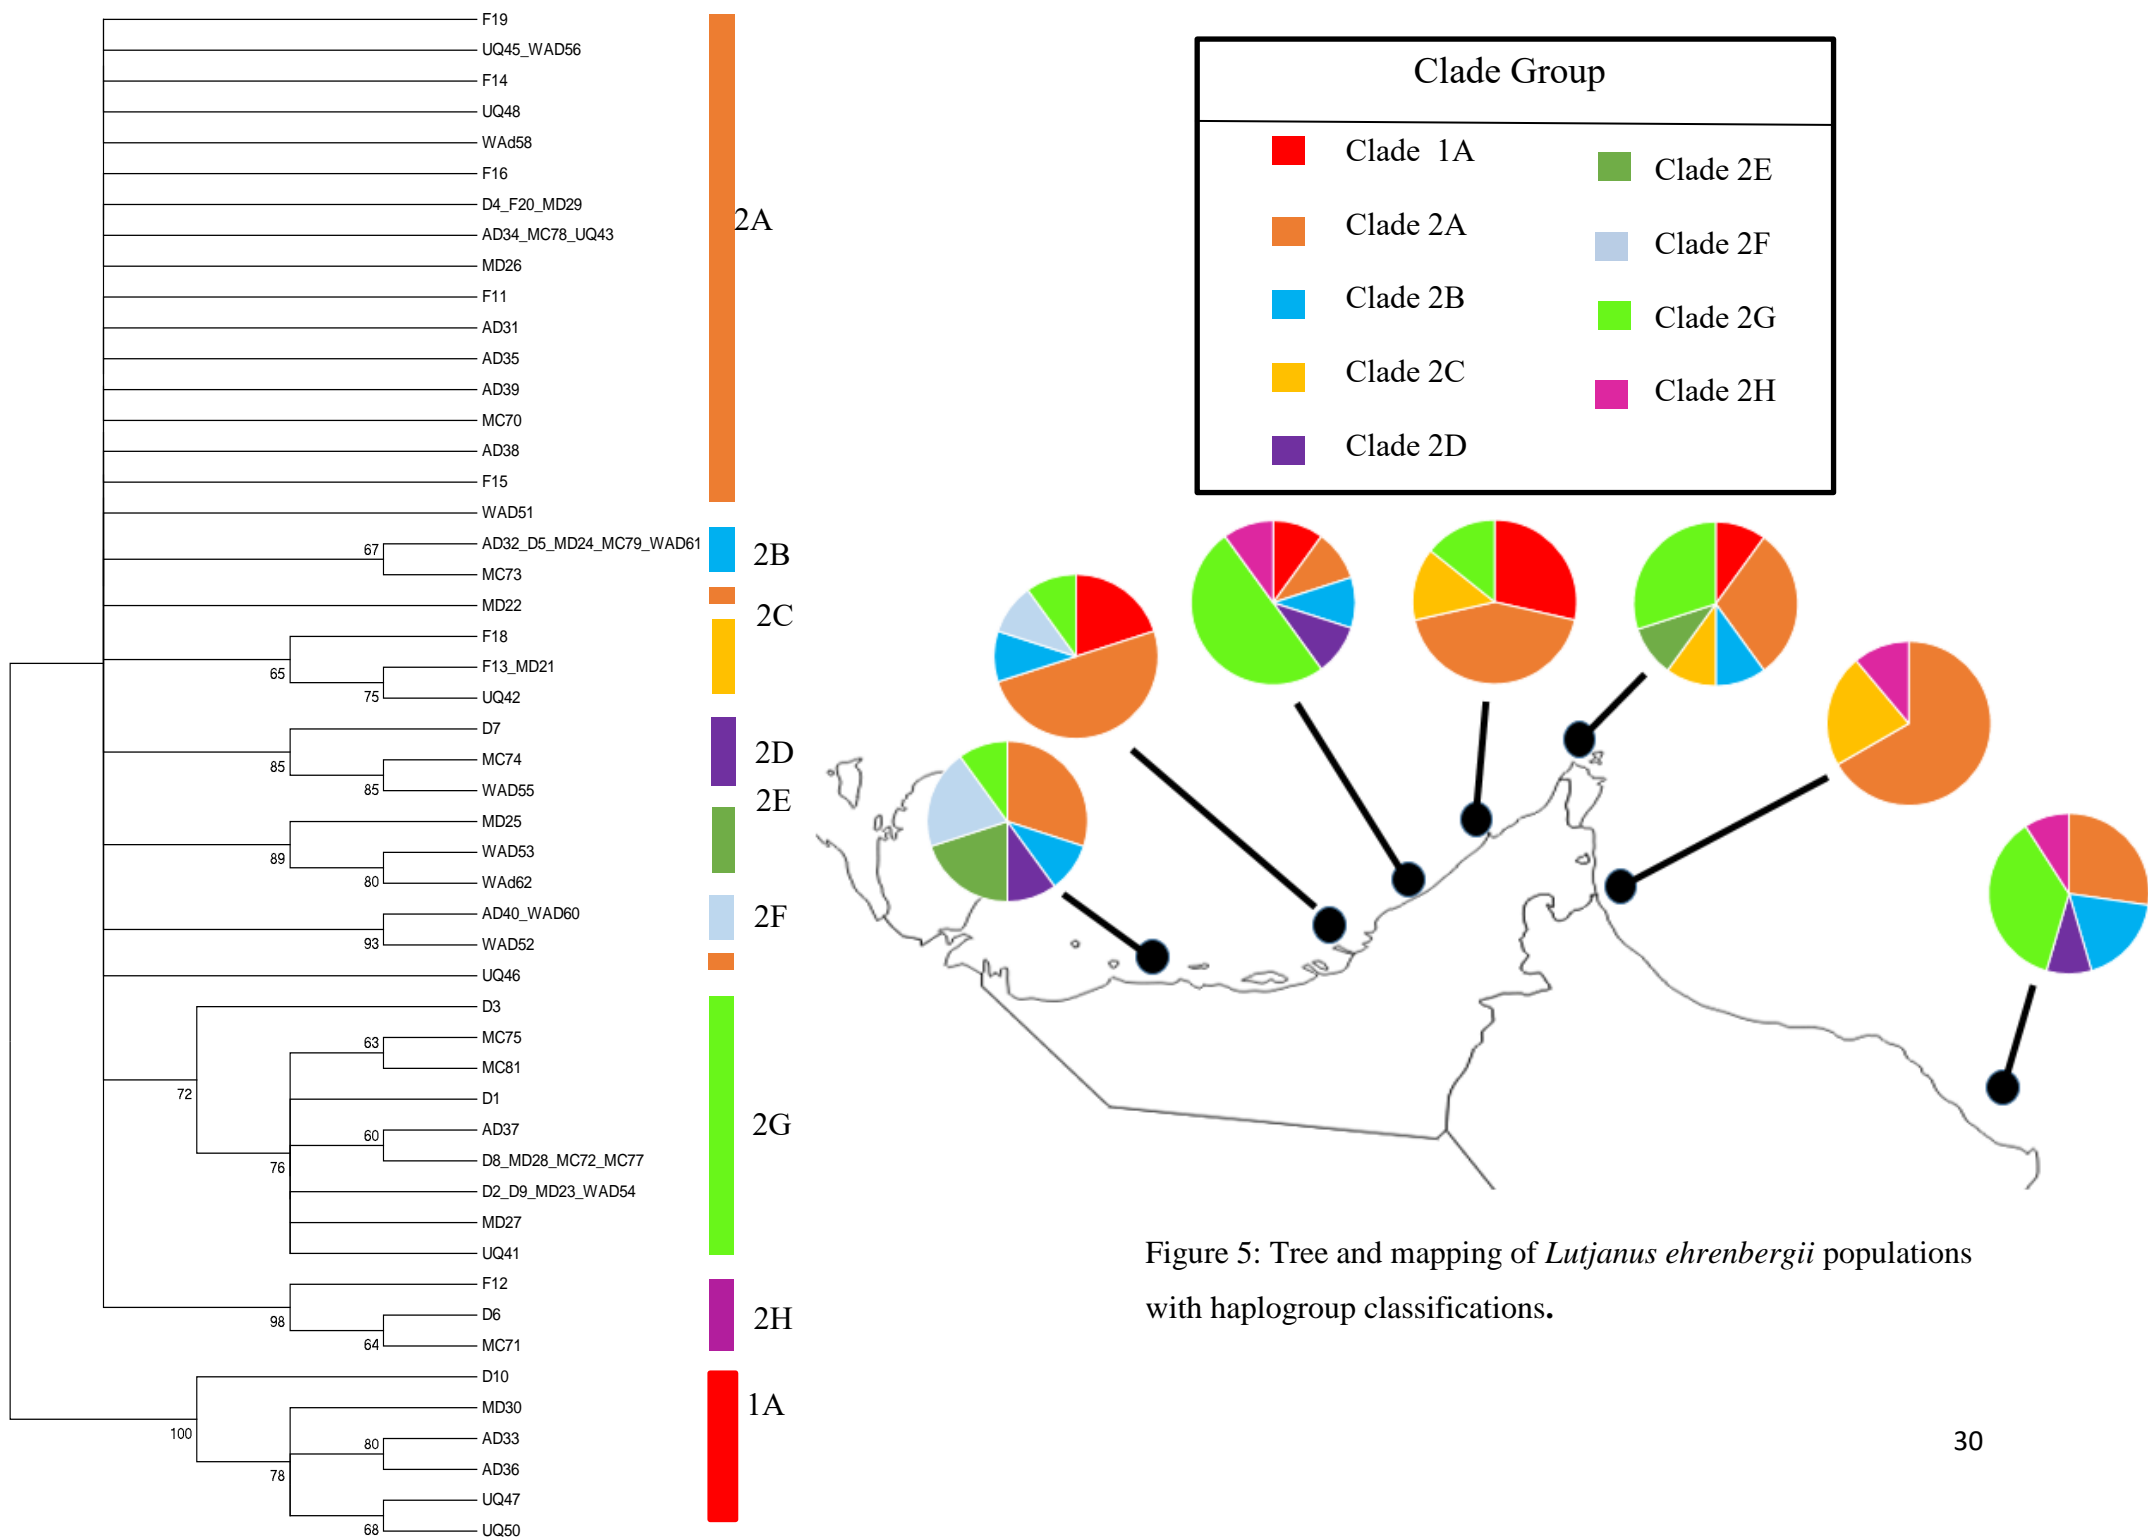 F19
UQ45_WAD56
F14
UQ48
WAd58
F16
D4_F20_MD29
AD34_MC78_UQ43
MD26
F11
AD31
AD35
AD39
MC70
AD38
F15
WAD51
67
AD32_D5_MD24_MC79_WAD61
MC73
MD22
65
F18
F13_MD21
75
UQ42
85
D7
MC74
85
WAD55
89
MD25
WAD53
80
WAd62
93
AD40_WAD60
WAD52
UQ46
72
D3
63
MC75
MC81
76
D1
60
AD37
D8_MD28_MC72_MC77
D2_D9_MD23_WAD54
MD27
UQ41
98
F12
D6
64
MC71
100
D10
78
MD30
80
AD33
AD36
UQ47
68
UQ50
2A
2B
2C
2D
2E
2F
2G
2H
1A
Clade Group
Clade 1A
Clade 2A
Clade 2B
Clade 2C
Clade 2D
Clade 2E
Clade 2F
Clade 2G
Clade 2H
Figure 5: Tree and mapping of Lutjanus ehrenbergii populations
with haplogroup classifications.
30